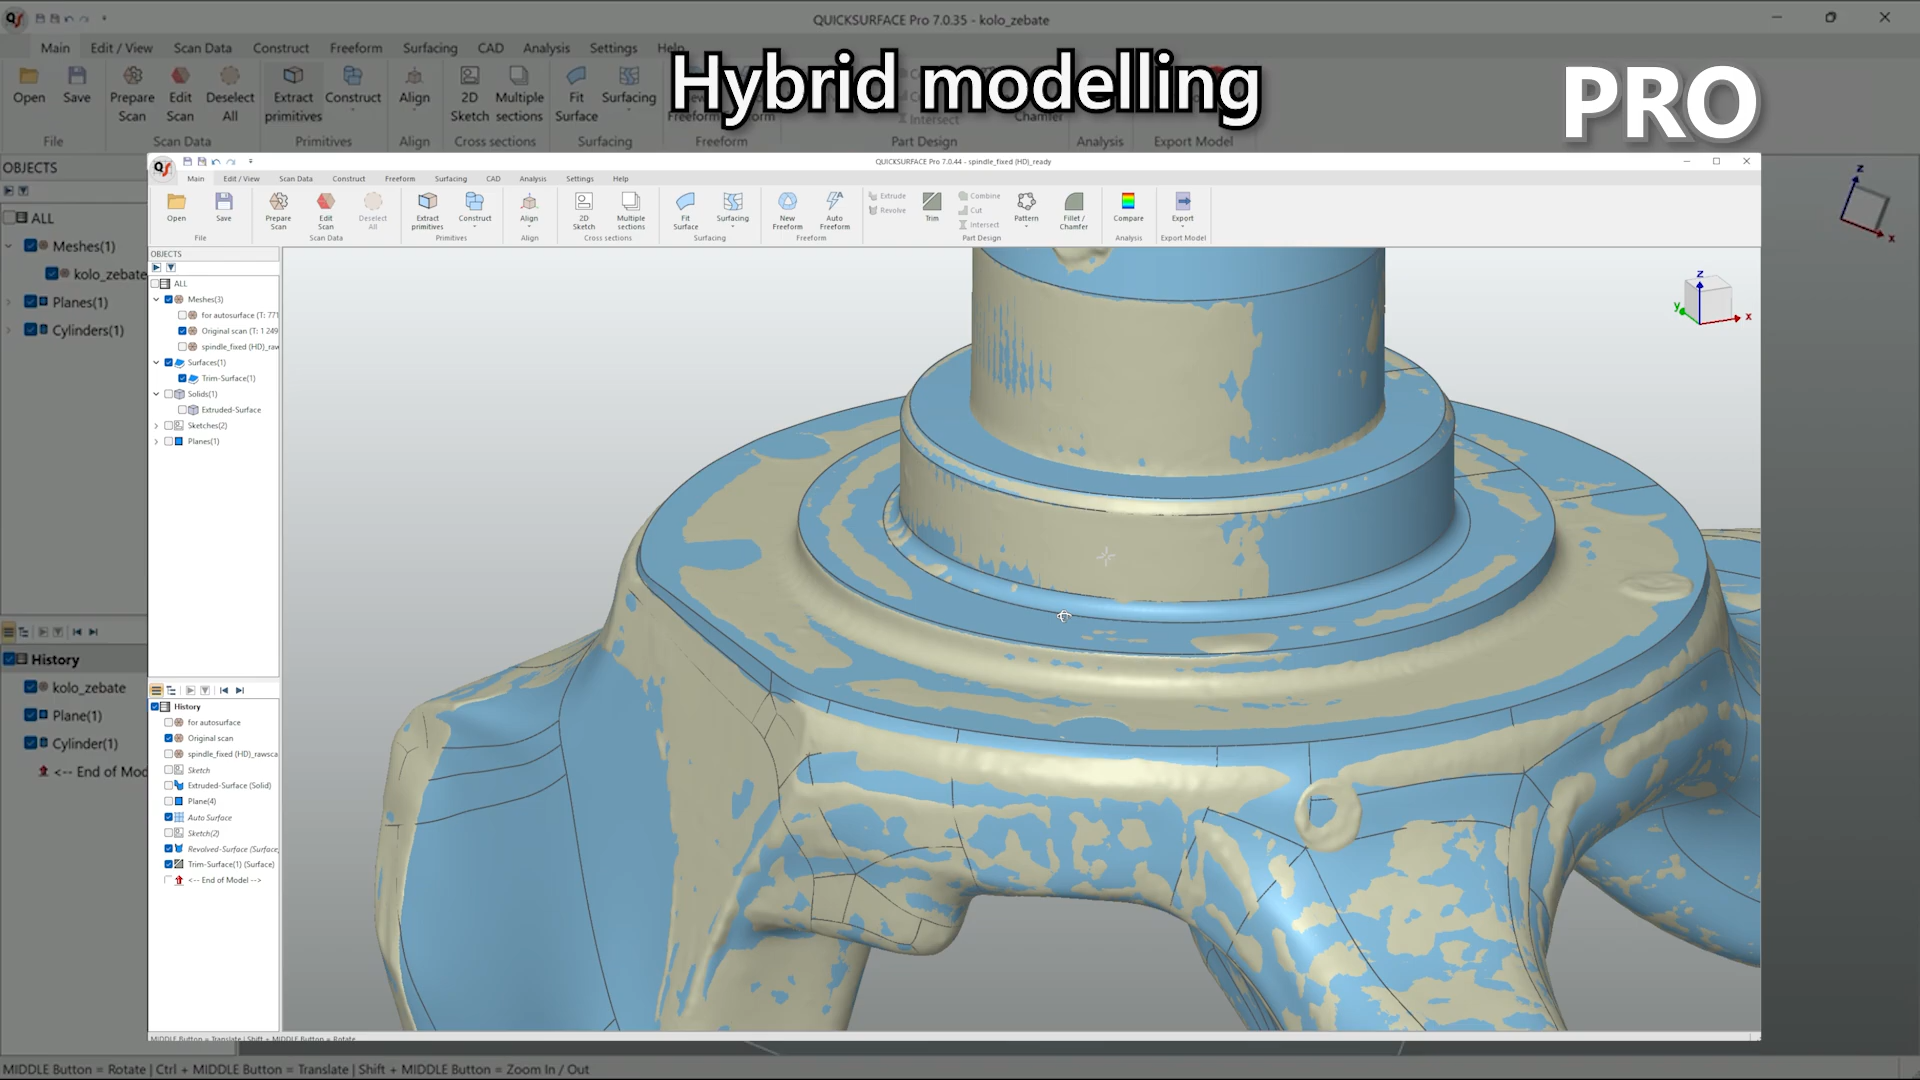 QUICKSURFACE Pro 7.0.35 - kolo_zebate
Main Edit / View Scan Data Construct Freeform Surfacing CAD Analysis Settings Help
Hybrid modelling
PRO
Open Save Prepare Scan Edit Scan Deselect All Extract primitives Construct Align 2D Sketch Multiple sections Fit Surface Surfacing
Intersect Chamfer
File Scan Data Primitives Align Cross sections Surfacing Freeform Part Design Analysis Export Model
OBJECTS
ALL
Meshes(1)
kolo_zebate
Planes(1)
Cylinders(1)
History
kolo_zebate
Plane(1)
Cylinder(1)
<-- End of Mod
QUICKSURFACE Pro 7.0.44 - spindle_fixed (HD)_ready
Main Edit / View Scan Data Construct Freeform Surfacing CAD Analysis Settings Help
Open Save Prepare Scan Edit Scan Deselect All Extract primitives Construct Align 2D Sketch Multiple sections Fit Surface Surfacing New Freeform Auto Freeform Extrude Revolve Trim Combine Cut Intersect Pattern Fillet / Chamfer Compare Export
File Scan Data Primitives Align Cross sections Surfacing Freeform Part Design Analysis Export Model
OBJECTS
ALL
Meshes(3)
for autosurface (T: 771
Original scan (T: 1 249
spindle_fixed (HD)_raw
Surfaces(1)
Trim-Surface(1)
Solids(1)
Extruded-Surface
Sketches(2)
Planes(1)
History
for autosurface
Original scan
spindle_fixed (HD)_rawsca
Sketch
Extruded-Surface (Solid)
Plane(4)
Auto Surface
Sketch(2)
Revolved-Surface (Surface
Trim-Surface(1) (Surface)
<-- End of Model -->
z
y
x
z
x
MIDDLE Button = Translate | Shift + MIDDLE Button = Rotate
MIDDLE Button = Rotate | Ctrl + MIDDLE Button = Translate | Shift + MIDDLE Button = Zoom In / Out